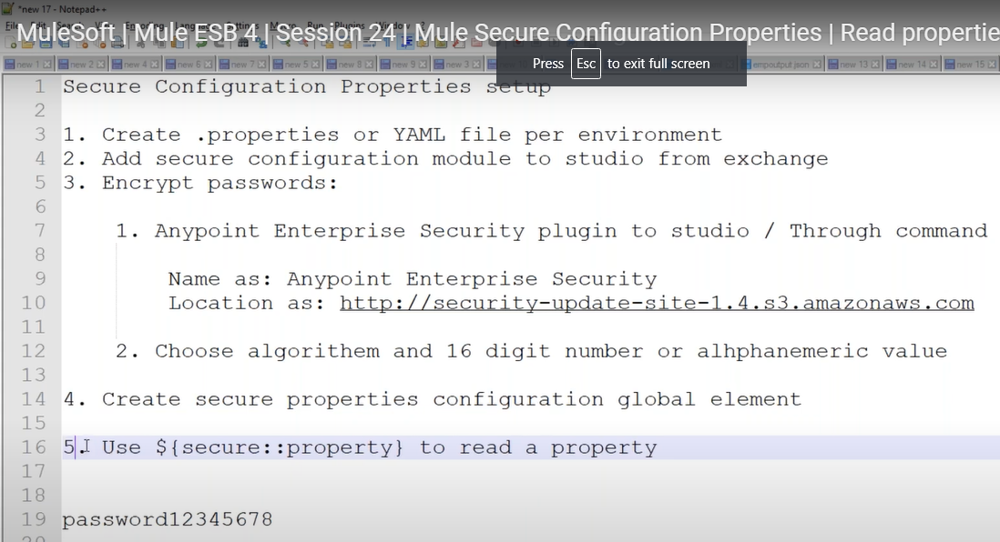 *new 17 - Notepad++
MuleSoft | Mule ESB 4 | Session 24 | Mule Secure Configuration Properties | Read propertie
Press Esc to exit full screen
new 1 new 2 new 4 new 6 new 7 new 5 new 8 new 9 new 3 empoutput.json new 13 new 14 new 15
1 Secure Configuration Properties setup
2
3 1. Create .properties or YAML file per environment
4 2. Add secure configuration module to studio from exchange
5 3. Encrypt passwords:
6
7 1. Anypoint Enterprise Security plugin to studio / Through command
8
9 Name as: Anypoint Enterprise Security
10 Location as: http://security-update-site-1.4.s3.amazonaws.com
11
12 2. Choose algorithem and 16 digit number or alhphanemeric value
13
14 4. Create secure properties configuration global element
15
16 5. Use ${secure::property} to read a property
17
18
19 password12345678
20